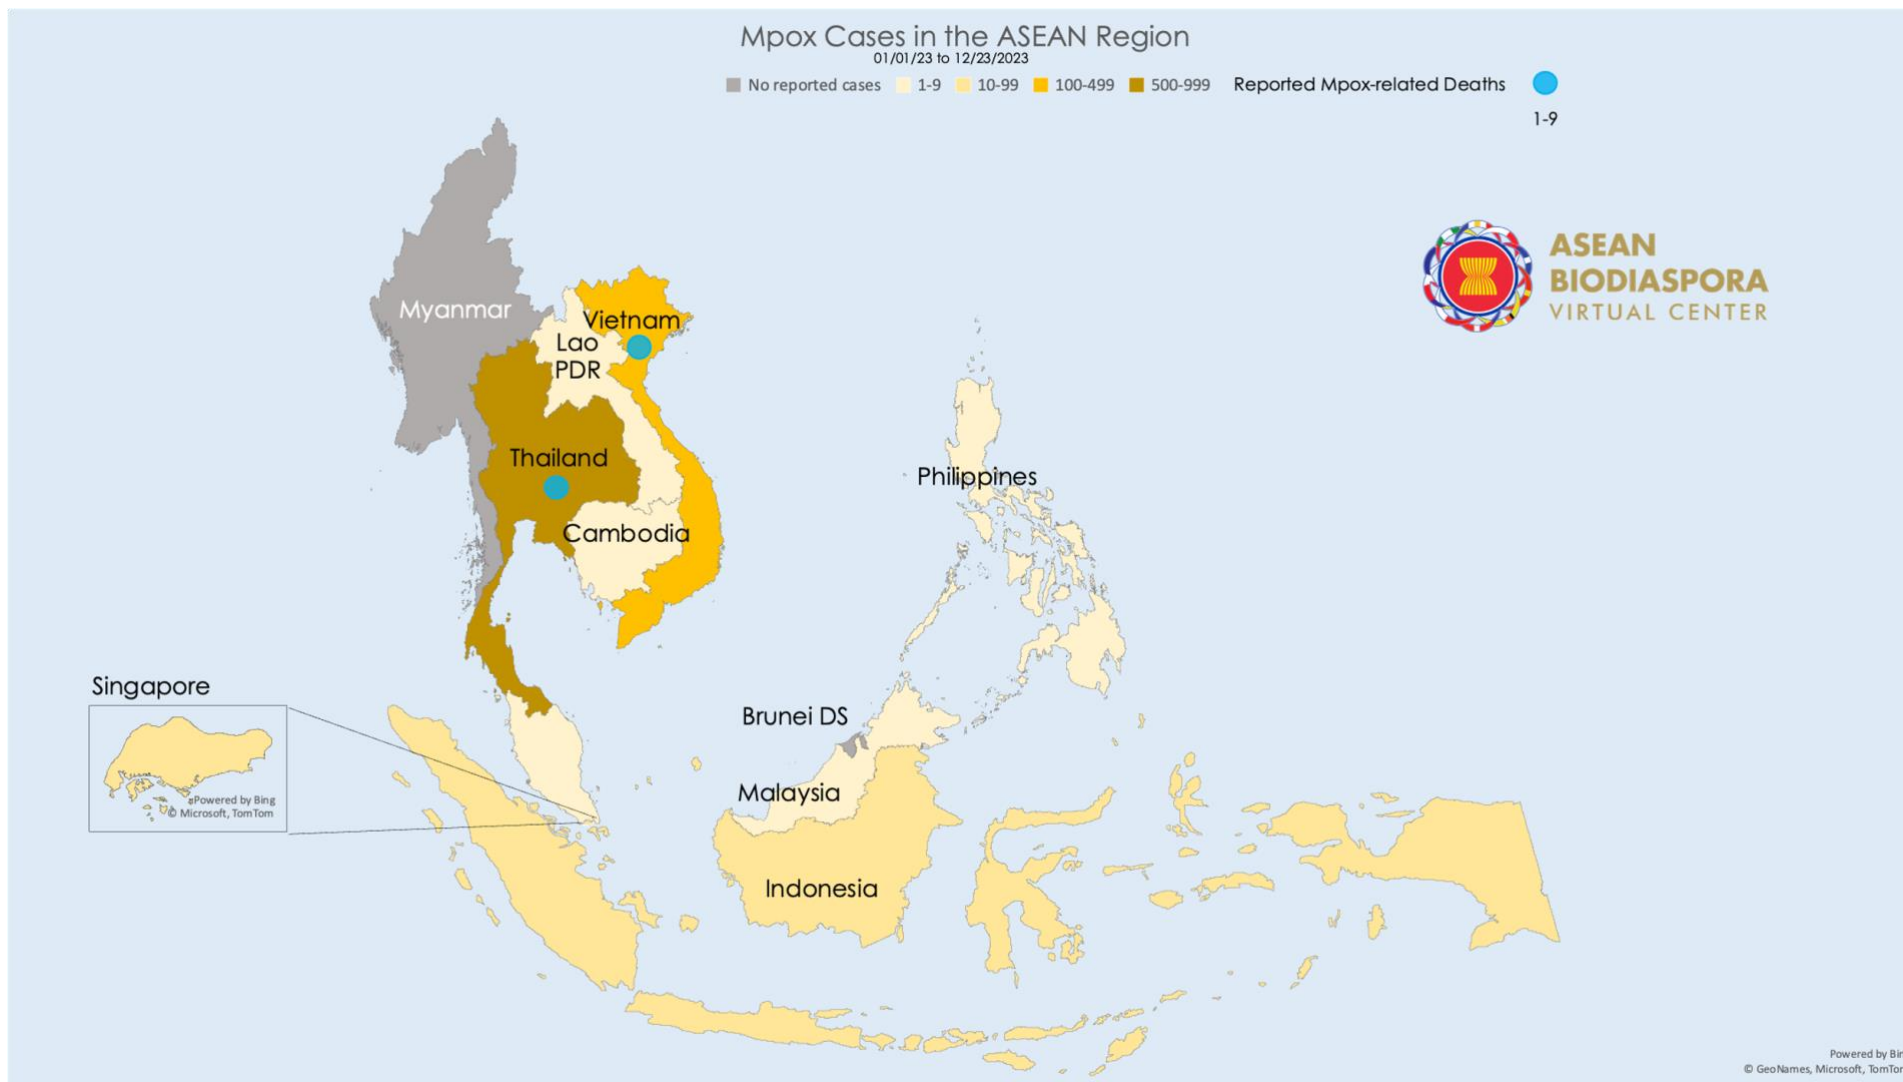 Mpox Cases in the ASEAN Region
01/01/23 to 12/23/2023
No reported cases 1-9 10-99 100-499 500-999 Reported Mpox-related Deaths
1-9
ASEAN
BIODIASPORA
VIRTUAL CENTER
Myanmar
Vietnam
Lao
PDR
Thailand
Philippines
Cambodia
Singapore
Brunei DS
Malaysia
Powered by Bing
© Microsoft, TomTom
Indonesia
Powered by Bin
© GeoNames, Microsoft, TomTom